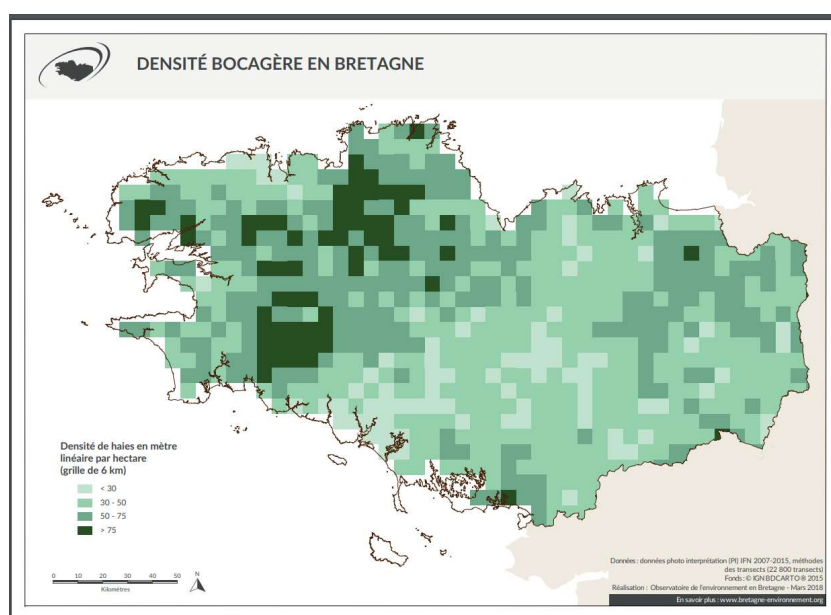 DENSITÉ BOCAGÈRE EN BRETAGNE
Densité de haies en mètre
linéaire par hectare
(grille de 6 km)
< 30
30 - 50
50 - 75
> 75
0 10 20 30 40 50
Kilomètres
N
Données : données photo interprétation (PI) IFN 2007-2015, méthodes
des transects (22 800 transects)
Fonds : © IGN BDCARTO ® 2015
Réalisation : Observatoire de l'environnement en Bretagne - Mars 2018
En savoir plus : www.bretagne-environnement.org